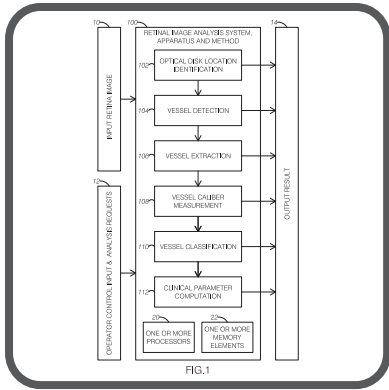 10
100
14
RETINAL IMAGE ANALYSIS SYSTEM,
APPARATUS AND METHOD
INPUT RETINA IMAGE
102
OPTICAL DISK LOCATION
IDENTIFICATION
104
VESSEL DETECTION
106
VESSEL EXTRACTION
12
OPERATOR CONTROL INPUT & ANALYSIS REQUESTS
108
VESSEL CALIBER
MEASUREMENT
110
VESSEL CLASSIFICATION
112
CLINICAL PARAMETER
COMPUTATION
OUTPUT RESULT
20
ONE OR MORE
PROCESSORS
22
ONE OR MORE
MEMORY
ELEMENTS
FIG.1